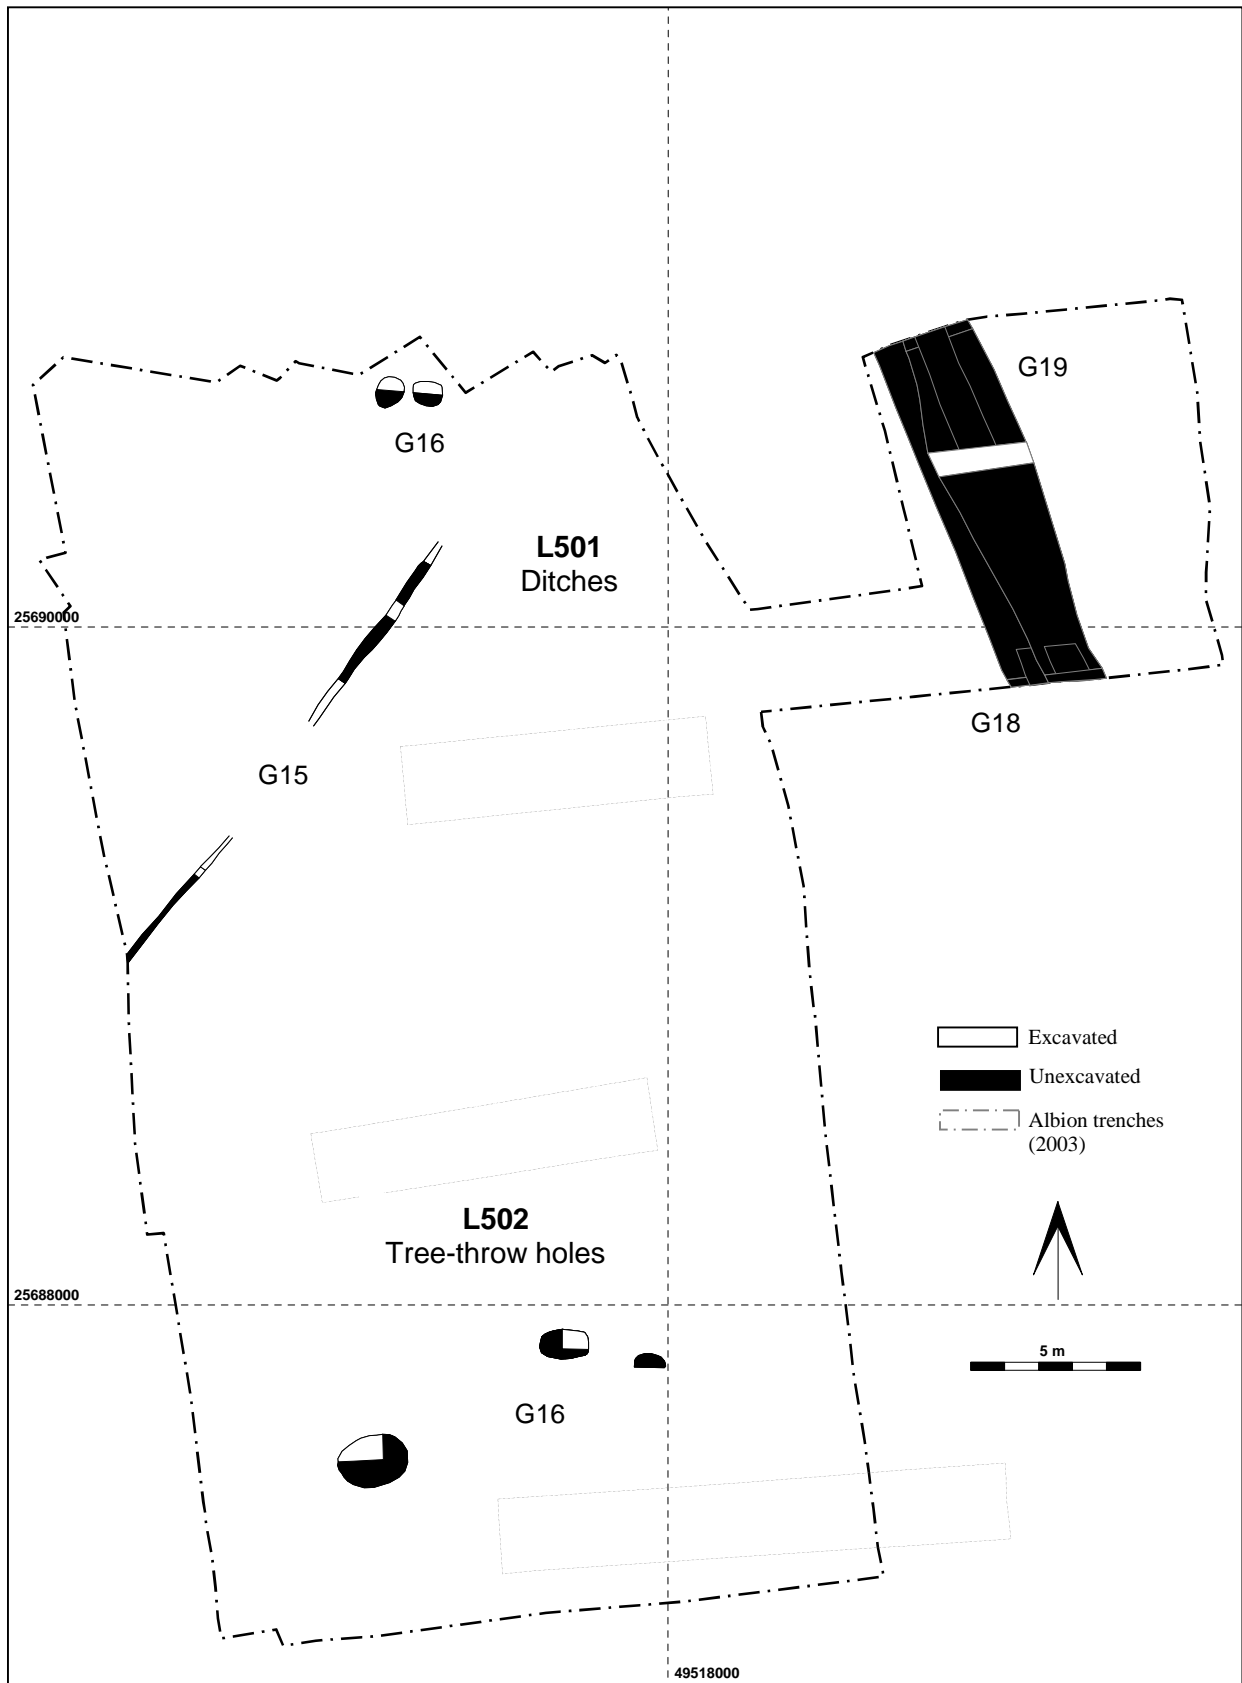 G19
G16
L501
Ditches
25690000
G18
G15
Excavated
Unexcavated
Albion trenches
(2003)
L502
Tree-throw holes
25688000
5 m
G16
49518000